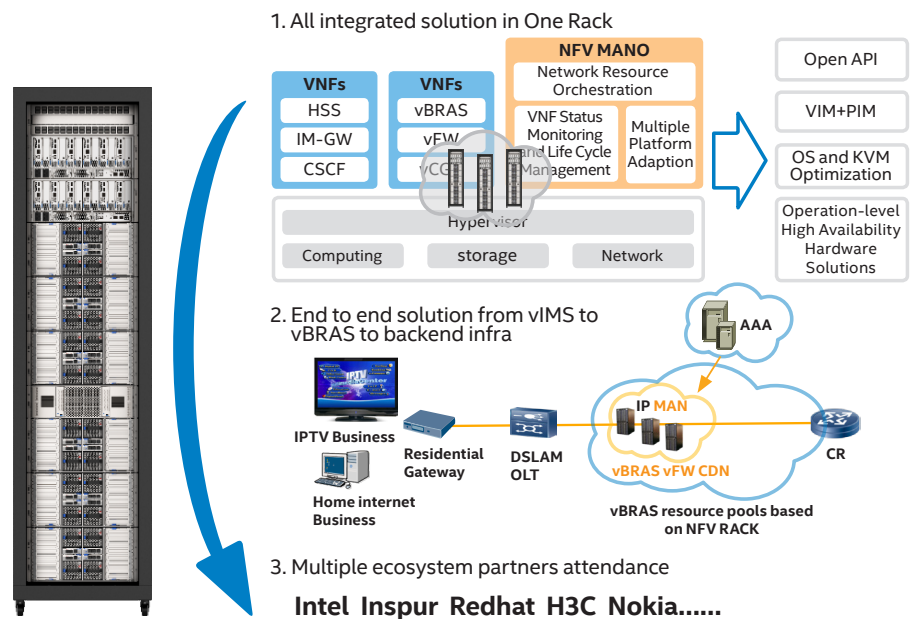 1. All integrated solution in One Rack
VNFs
HSS
IM-GW
CSCF
VNFs
vBRAS
vFW
NFV MANO
Network Resource
Orchestration
VNF Status
Monitoring
and Life Cycle
Management
Multiple
Platform
Adaption
Hypervisor
Computing
storage
Network
Open API
VIM+PIM
OS and KVM
Optimization
Operation-level
High Availability
Hardware
Solutions
2. End to end solution from vIMS to
vBRAS to backend infra
AAA
IPTV
IPTV Business
Residential
Gateway
Home internet
Business
DSLAM
OLT
IP MAN
vBRAS vFW CDN
CR
vBRAS resource pools based
on NFV RACK
3. Multiple ecosystem partners attendance
Intel Inspur Redhat H3C Nokia......